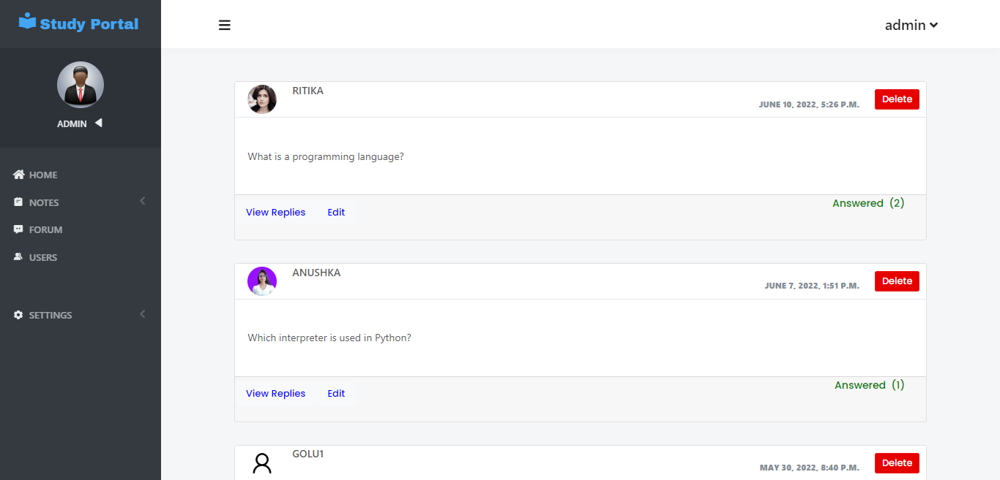 Study Portal
admin
ADMIN
HOME
NOTES
FORUM
USERS
SETTINGS
RITIKA
JUNE 10, 2022, 5:26 P.M.
Delete
What is a programming language?
Answered (2)
View Replies Edit
ANUSHKA
JUNE 7, 2022, 1:51 P.M.
Delete
Which interpreter is used in Python?
Answered (1)
View Replies Edit
GOLU1
MAY 30, 2022, 8:40 P.M.
Delete